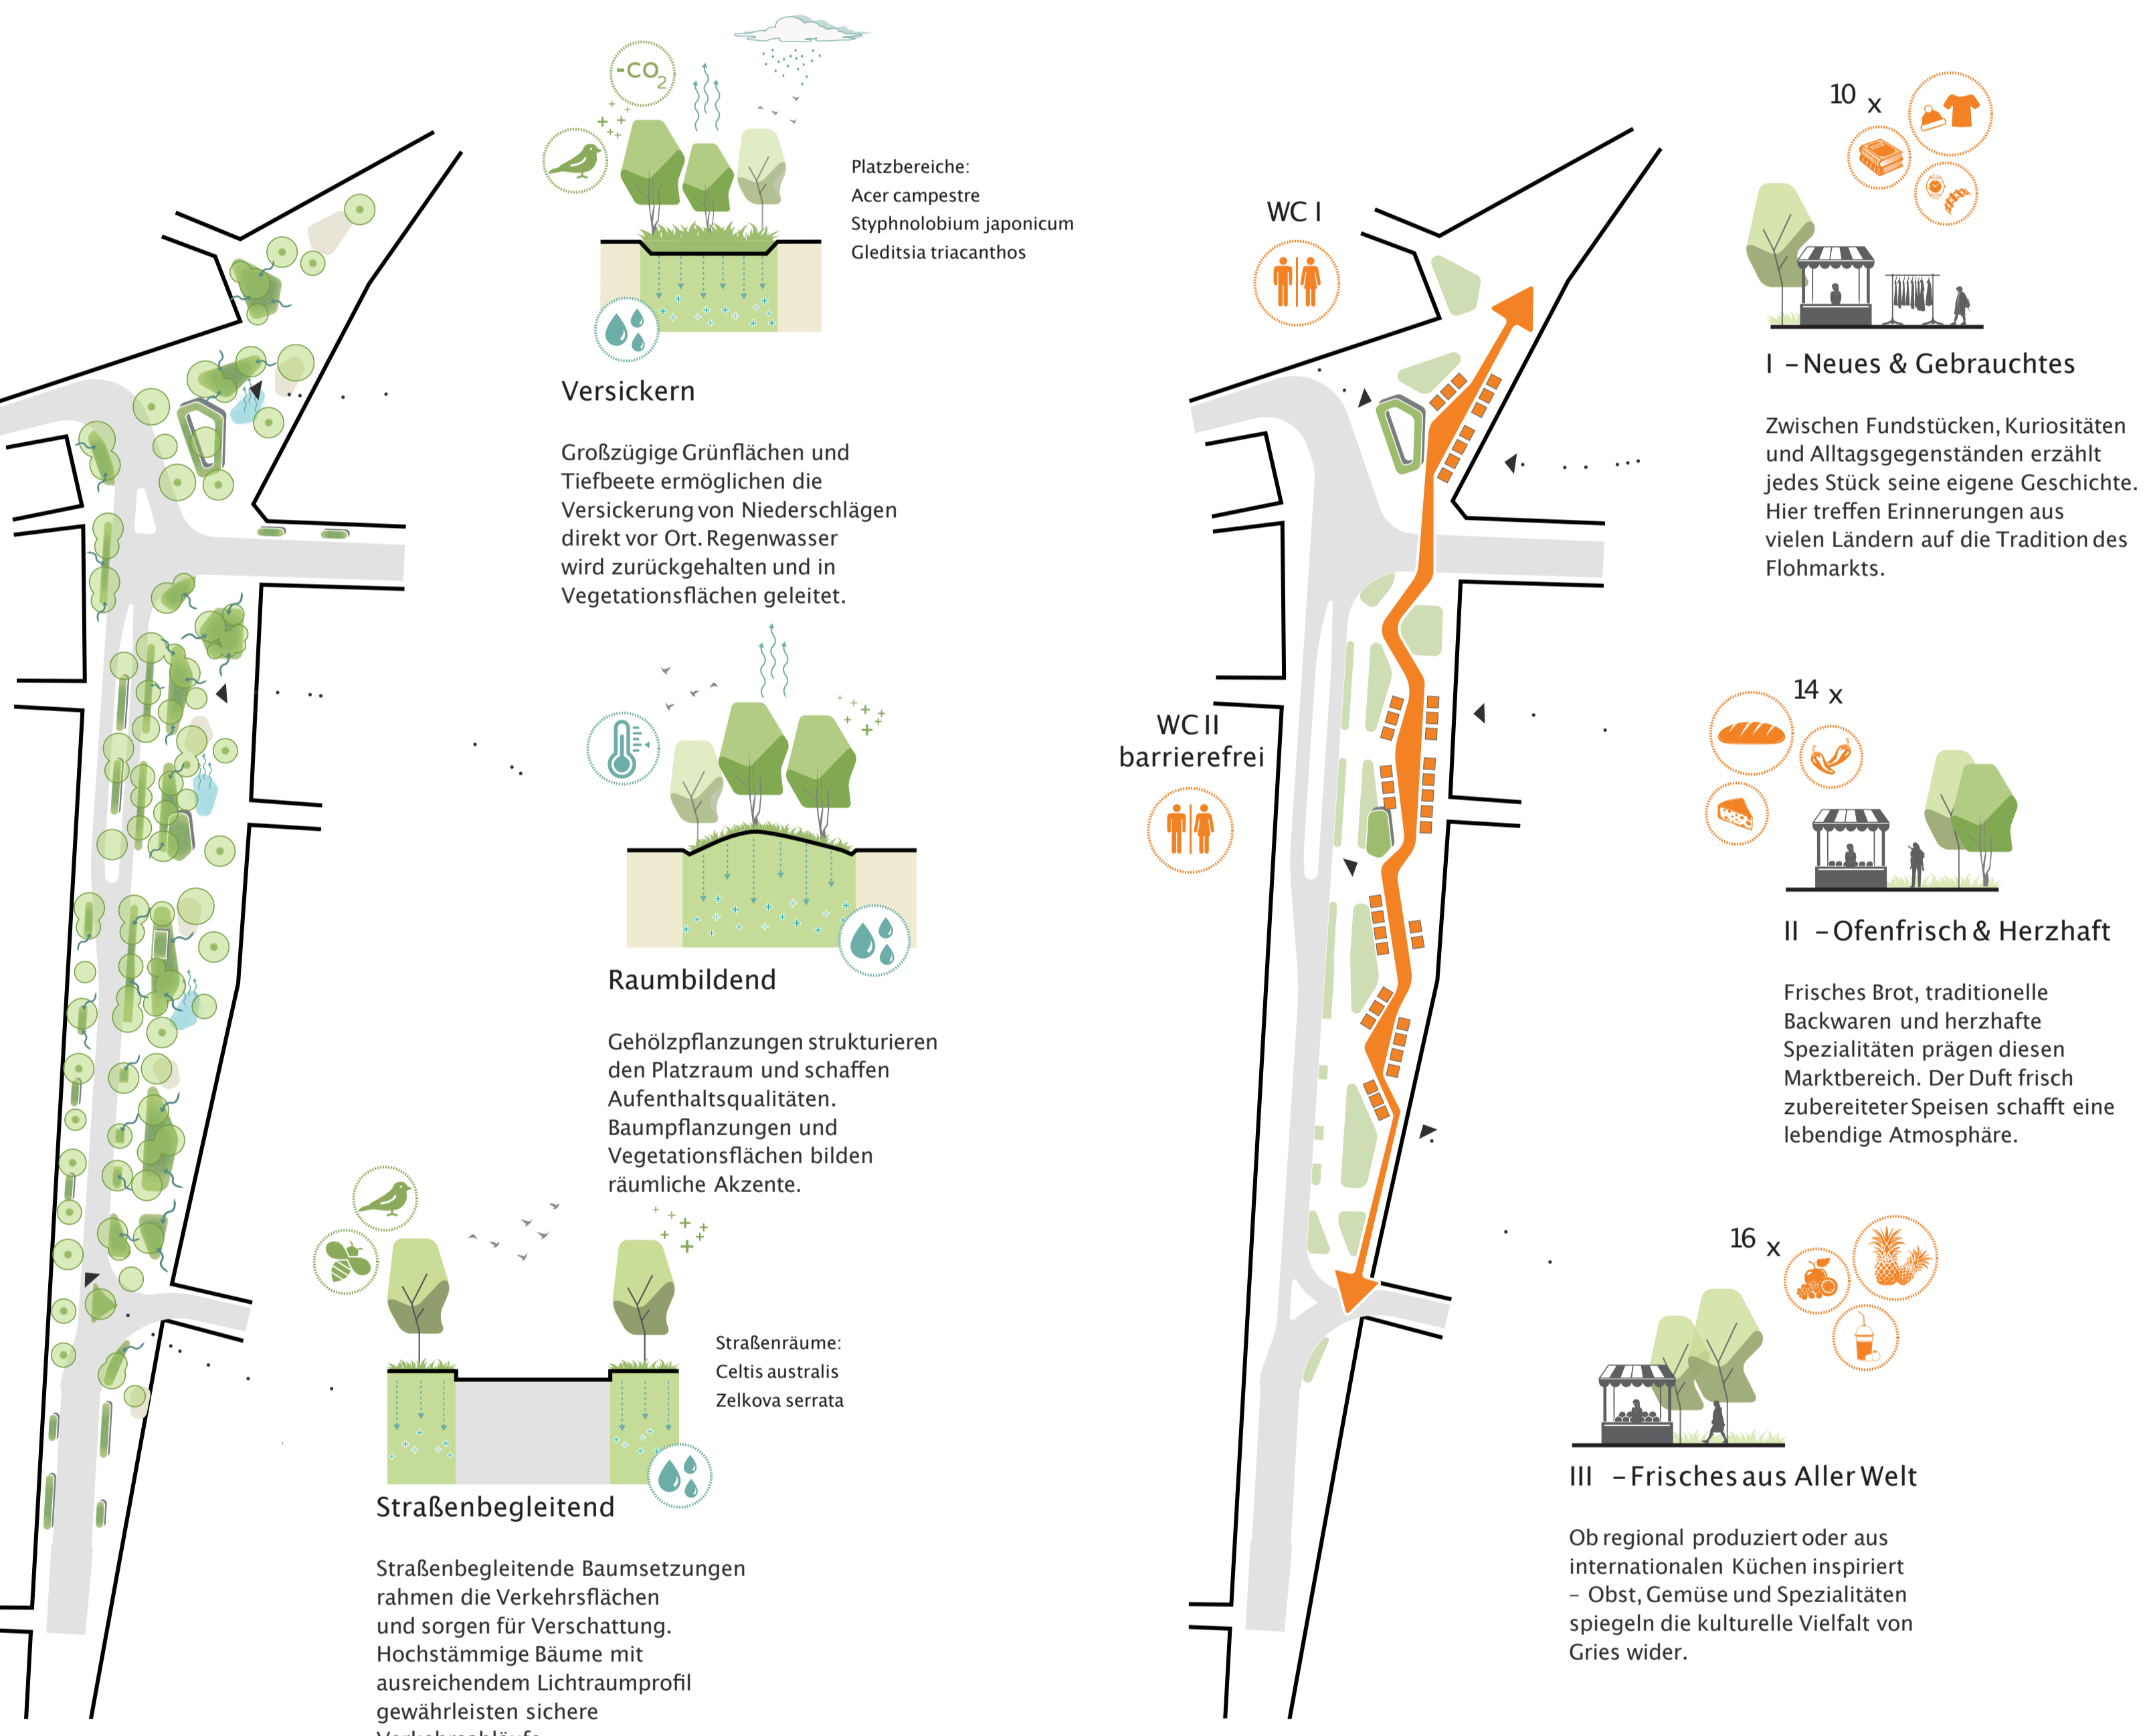 -CO2
Platzbereiche:
Acer campestre
Styphnolobium japonicum
Gleditsia triacanthos
Versickern
Großzügige Grünflächen und
Tiefbeete ermöglichen die
Versickerung von Niederschlägen
direkt vor Ort. Regenwasser
wird zurückgehalten und in
Vegetationsflächen geleitet.
Raumbildend
Gehölzpflanzungen strukturieren
den Platzraum und schaffen
Aufenthaltsqualitäten.
Baumpflanzungen und
Vegetationsflächen bilden
räumliche Akzente.
Straßenräume:
Celtis australis
Zelkova serrata
Straßenbegleitend
Straßenbegleitende Baumsetzungen
rahmen die Verkehrsflächen
und sorgen für Verschattung.
Hochstämmige Bäume mit
ausreichendem Lichtraumprofil
gewährleisten sichere
WC I
WC II
barrierefrei
10 x
I – Neues & Gebrauchtes
Zwischen Fundstücken, Kuriositäten
und Alltagsgegenständen erzählt
jedes Stück seine eigene Geschichte.
Hier treffen Erinnerungen aus
vielen Ländern auf die Tradition des
Flohmarkts.
14 x
II – Ofenfrisch & Herzhaft
Frisches Brot, traditionelle
Backwaren und herzhafte
Spezialitäten prägen diesen
Marktbereich. Der Duft frisch
zubereiteter Speisen schafft eine
lebendige Atmosphäre.
16 x
III – Frisches aus Aller Welt
Ob regional produziert oder aus
internationalen Küchen inspiriert
– Obst, Gemüse und Spezialitäten
spiegeln die kulturelle Vielfalt von
Gries wider.